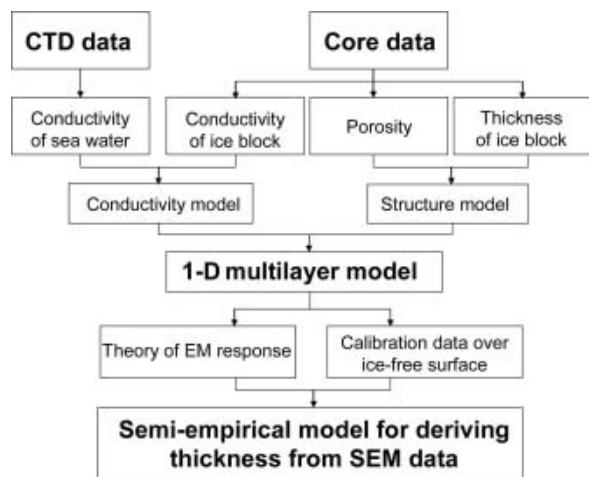 CTD data
Core data
Conductivity
of sea water
Conductivity
of ice block
Porosity
Thickness
of ice block
Conductivity model
Structure model
1-D multilayer model
Theory of EM response
Calibration data over
ice-free surface
Semi-empirical model for deriving
thickness from SEM data